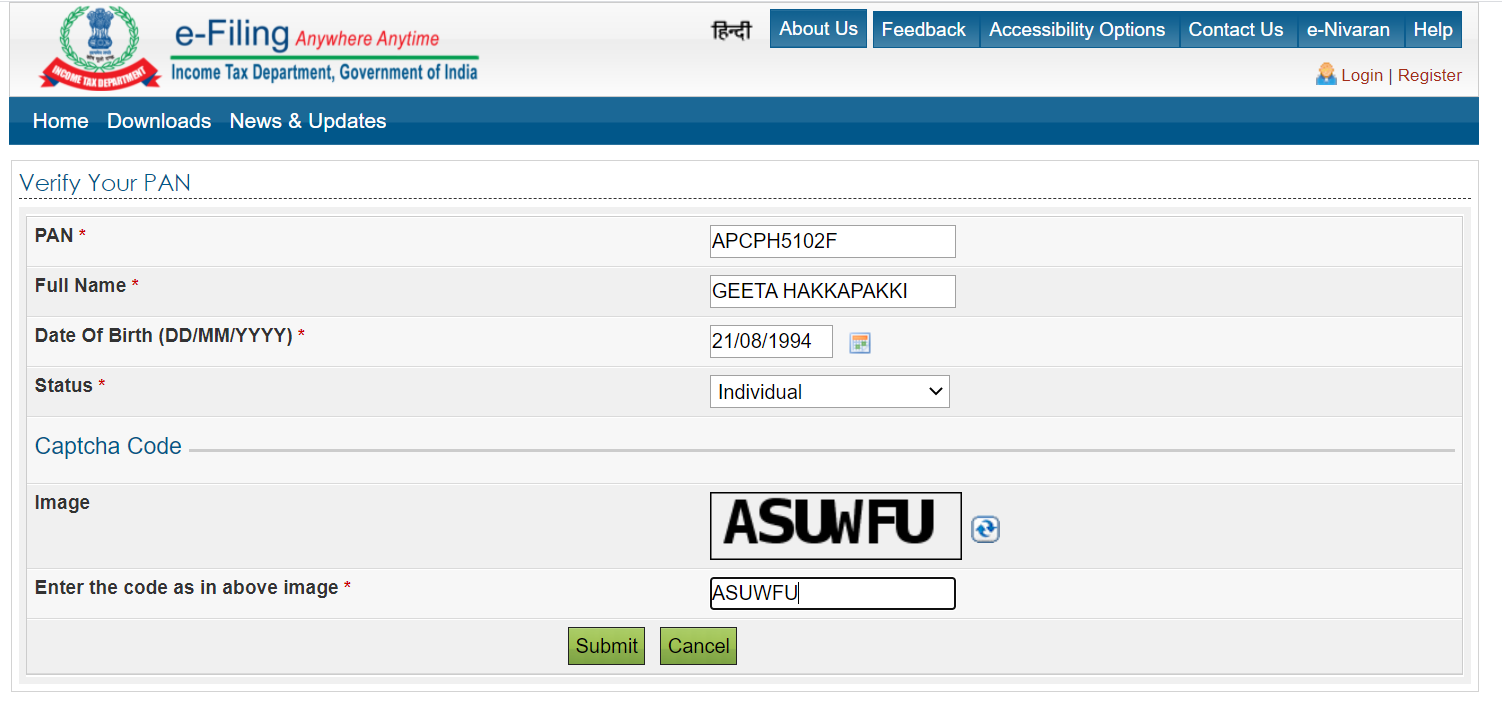 e-Filing Anywhere Anytime
Income Tax Department, Government of India
INCOME TAX DEPARTMENT
हिन्दी About Us Feedback Accessibility Options Contact Us e-Nivaran Help
Login | Register
Home Downloads News & Updates
Verify Your PAN
PAN * APCPH5102F
Full Name * GEETA HAKKAPAKKI
Date Of Birth (DD/MM/YYYY) * 21/08/1994
Status * Individual
Captcha Code
Image ASUWFU
Enter the code as in above image * ASUWFU
Submit Cancel